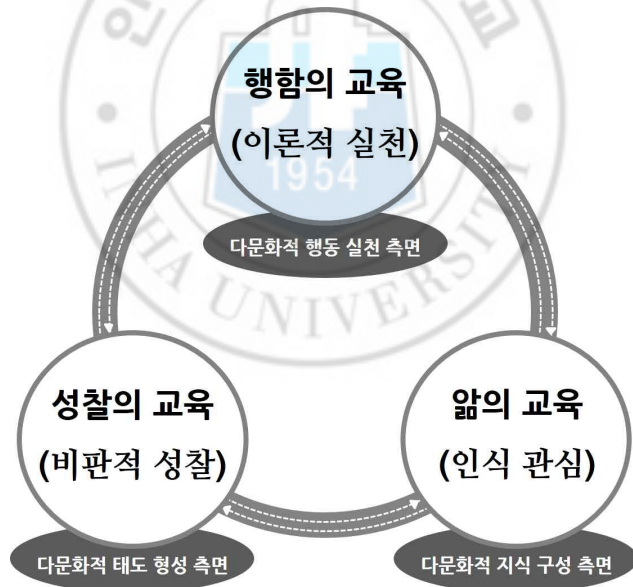 행함의 교육
(이론적 실천)
1954
다문화적 행동 실천 측면
INHA UNIVERSITY
성찰의 교육
(비판적 성찰)
다문화적 태도 형성 측면
앎의 교육
(인식 관심)
다문화적 지식 구성 측면